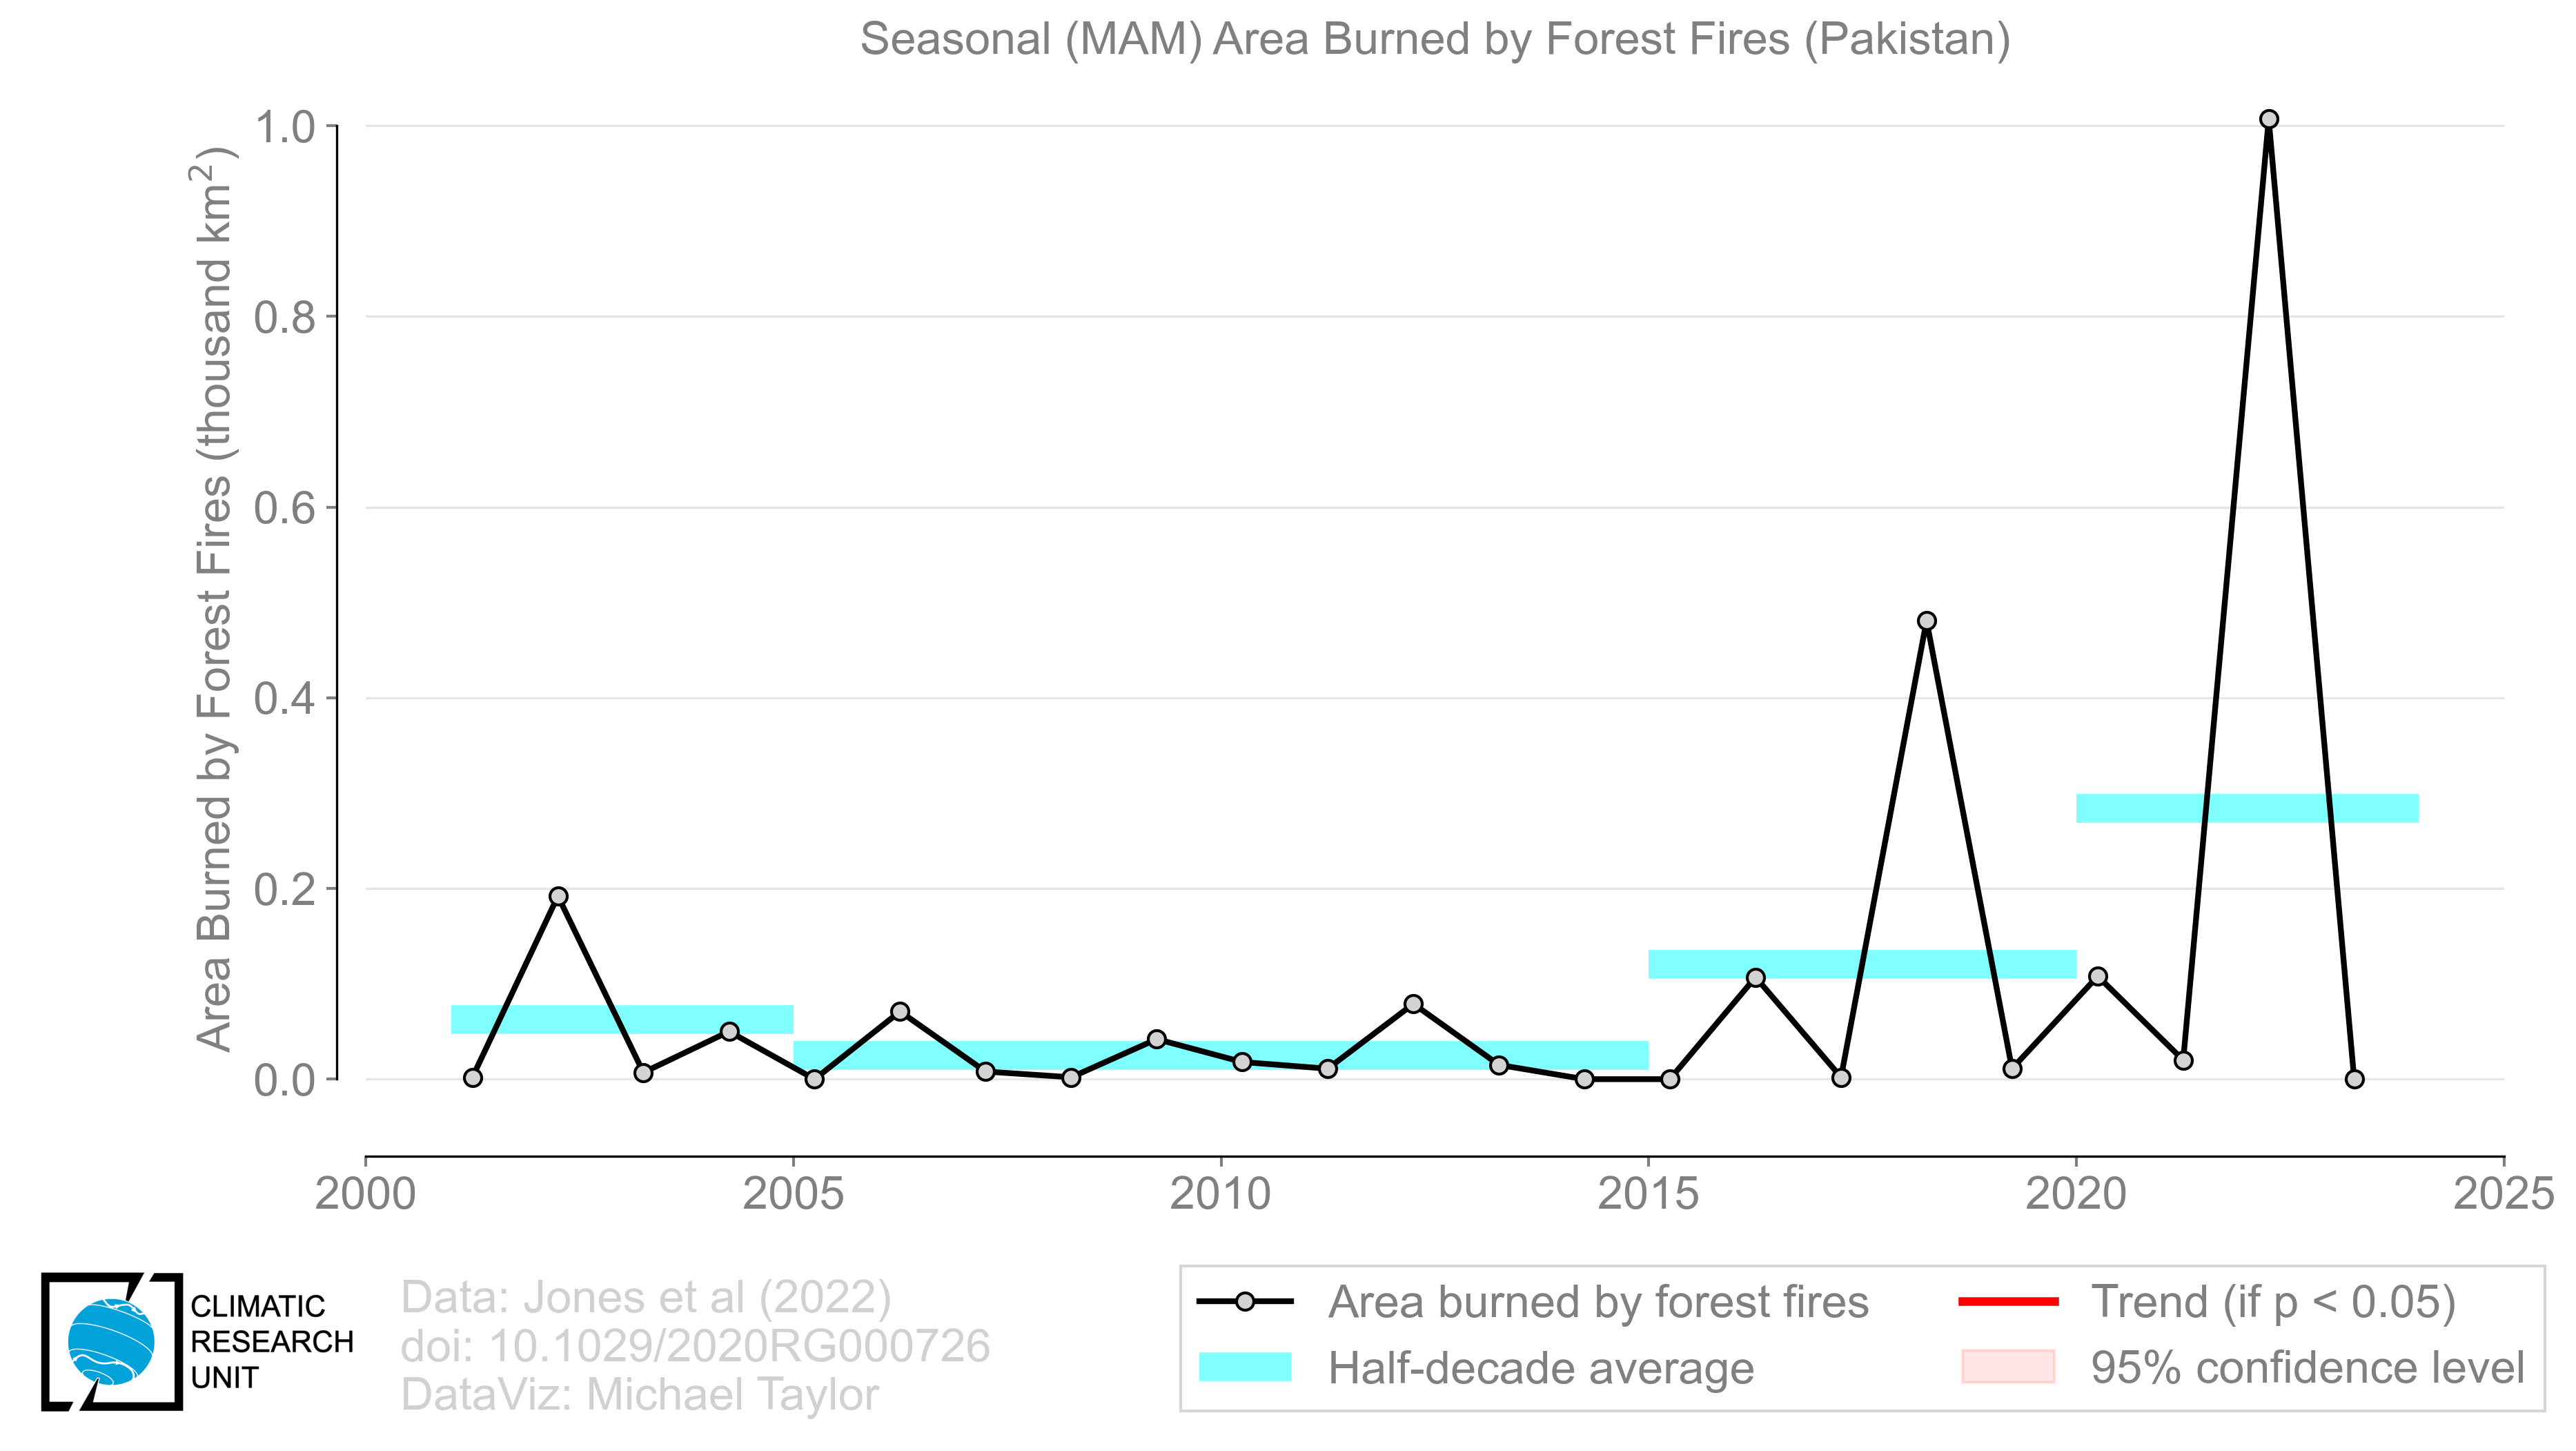 Seasonal (MAM) Area Burned by Forest Fires (Pakistan)
Area Burned by Forest Fires (thousand km²)
1.0
0.8
0.6
0.4
0.2
0.0
2000 2005 2010 2015 2020 2025
CLIMATIC
RESEARCH
UNIT
Data: Jones et al (2022)
doi: 10.1029/2020RG000726
DataViz: Michael Taylor
Area burned by forest fires
Half-decade average
Trend (if p < 0.05)
95% confidence level